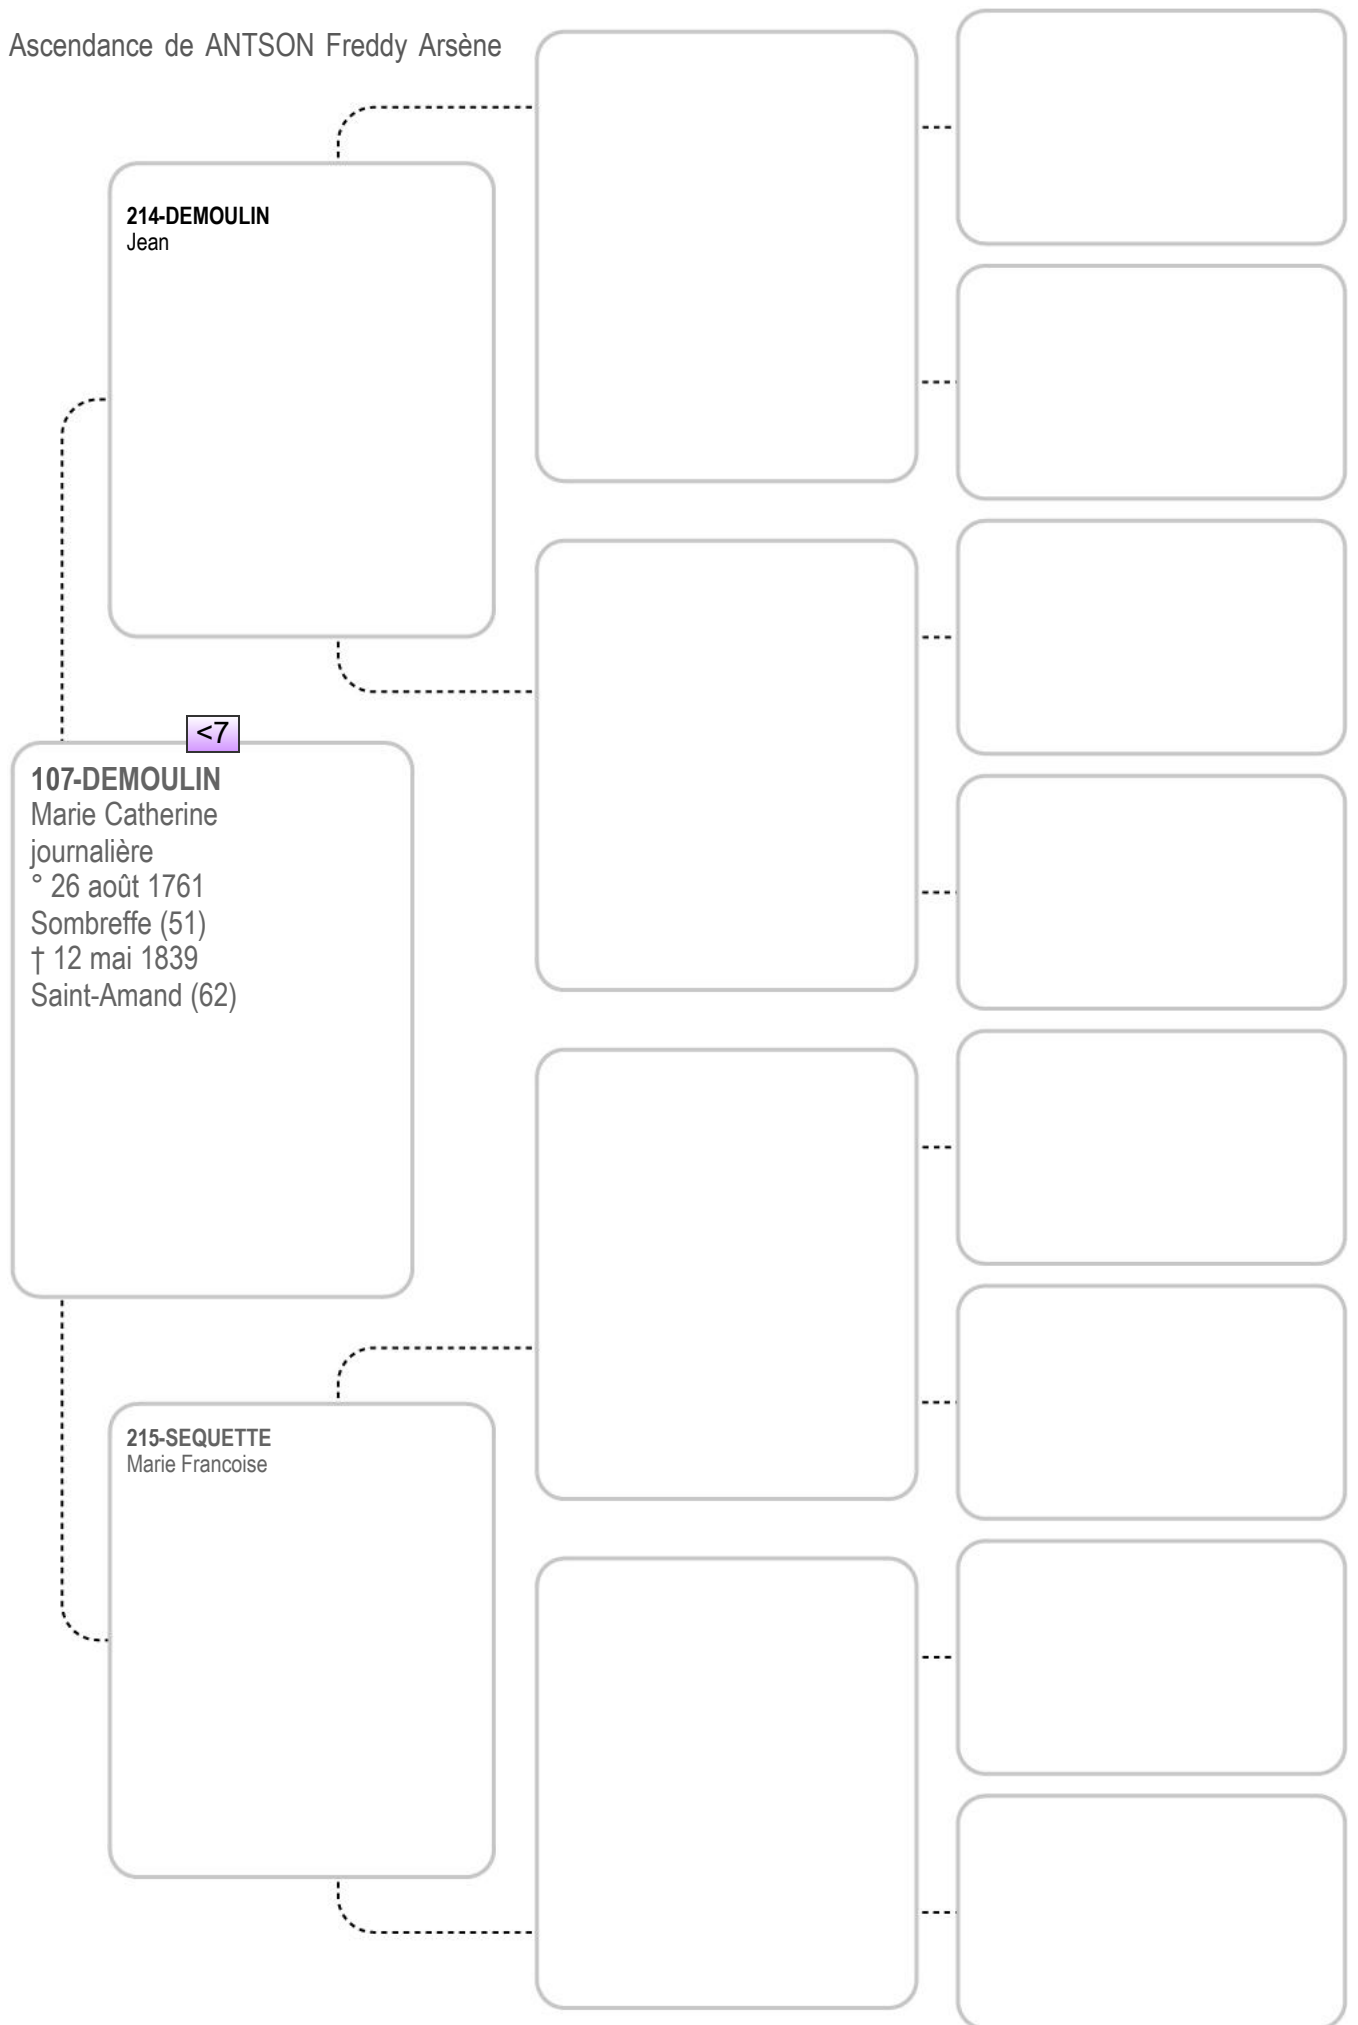 Ascendance de ANTSON Freddy Arsène
214-DEMOULIN
Jean
<7
107-DEMOULIN
Marie Catherine
journalière
° 26 août 1761
Sombreffe (51)
† 12 mai 1839
Saint-Amand (62)
215-SEQUETTE
Marie Francoise